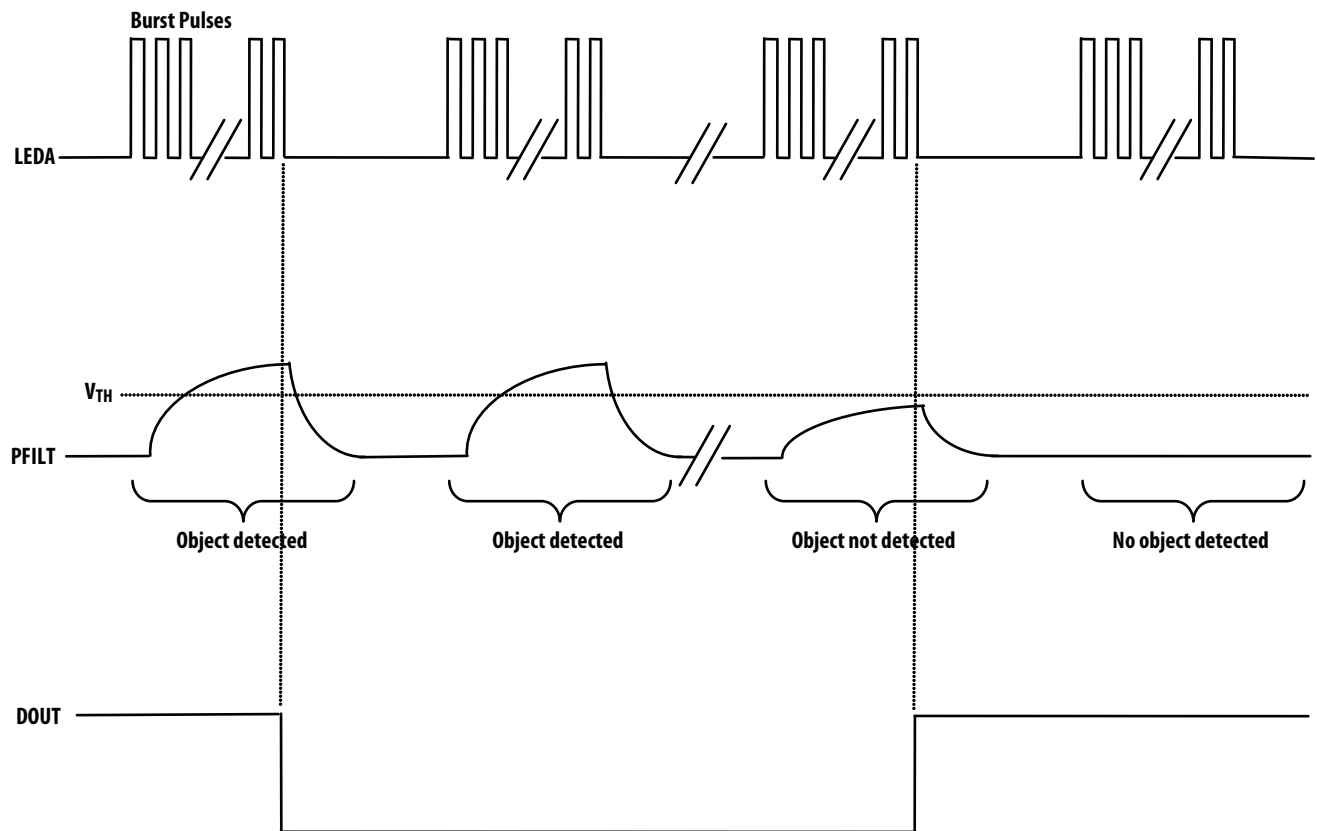 Burst Pulses
LEDA
VTH
PFILT
Object detected
Object detected
Object not detected
No object detected
DOUT